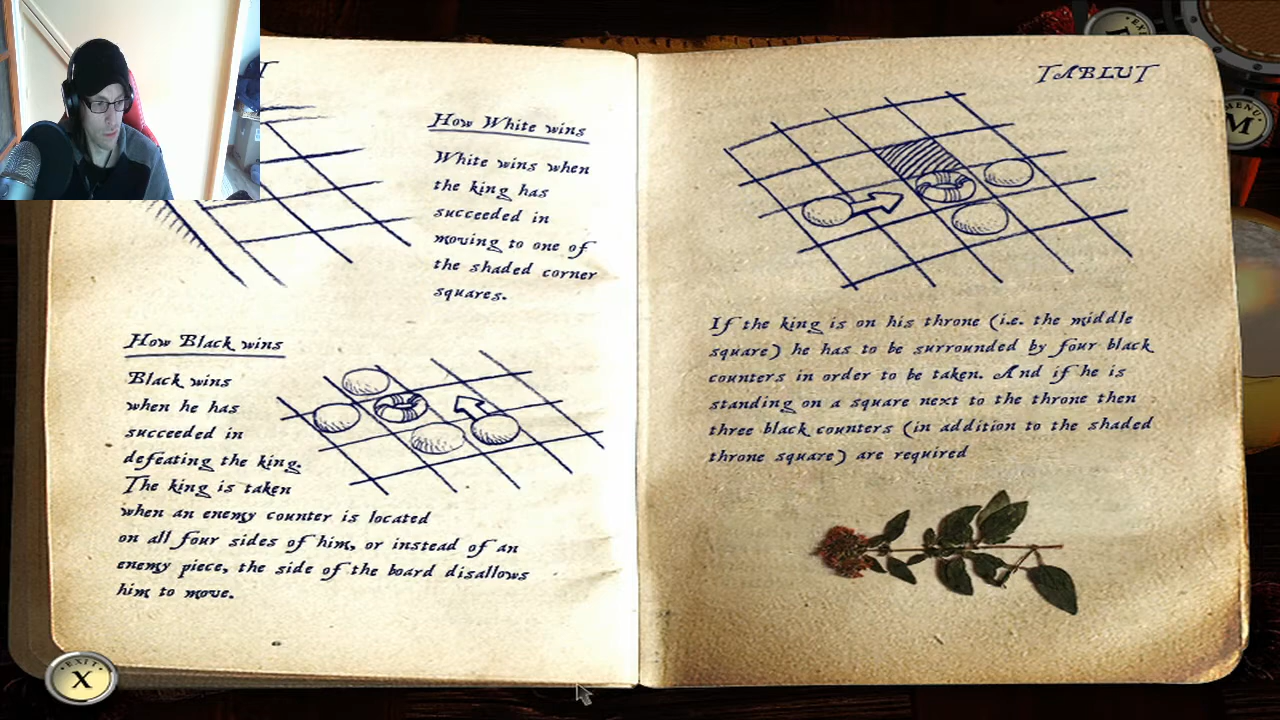 How White wins
White wins when
the king has
succeeded in
moving to one of
the shaded corner
squares.
How Black wins
Black wins
when he has
succeeded in
defeating the king.
The king is taken
when an enemy counter is located
on all four sides of him, or instead of an
enemy piece, the side of the board disallows
him to move.
TABLUT
If the king is on his throne (i.e. the middle
square) he has to be surrounded by four black
counters in order to be taken. And if he is
standing on a square next to the throne then
three black counters (in addition to the shaded
throne square) are required
MENU
M
EXIT
X